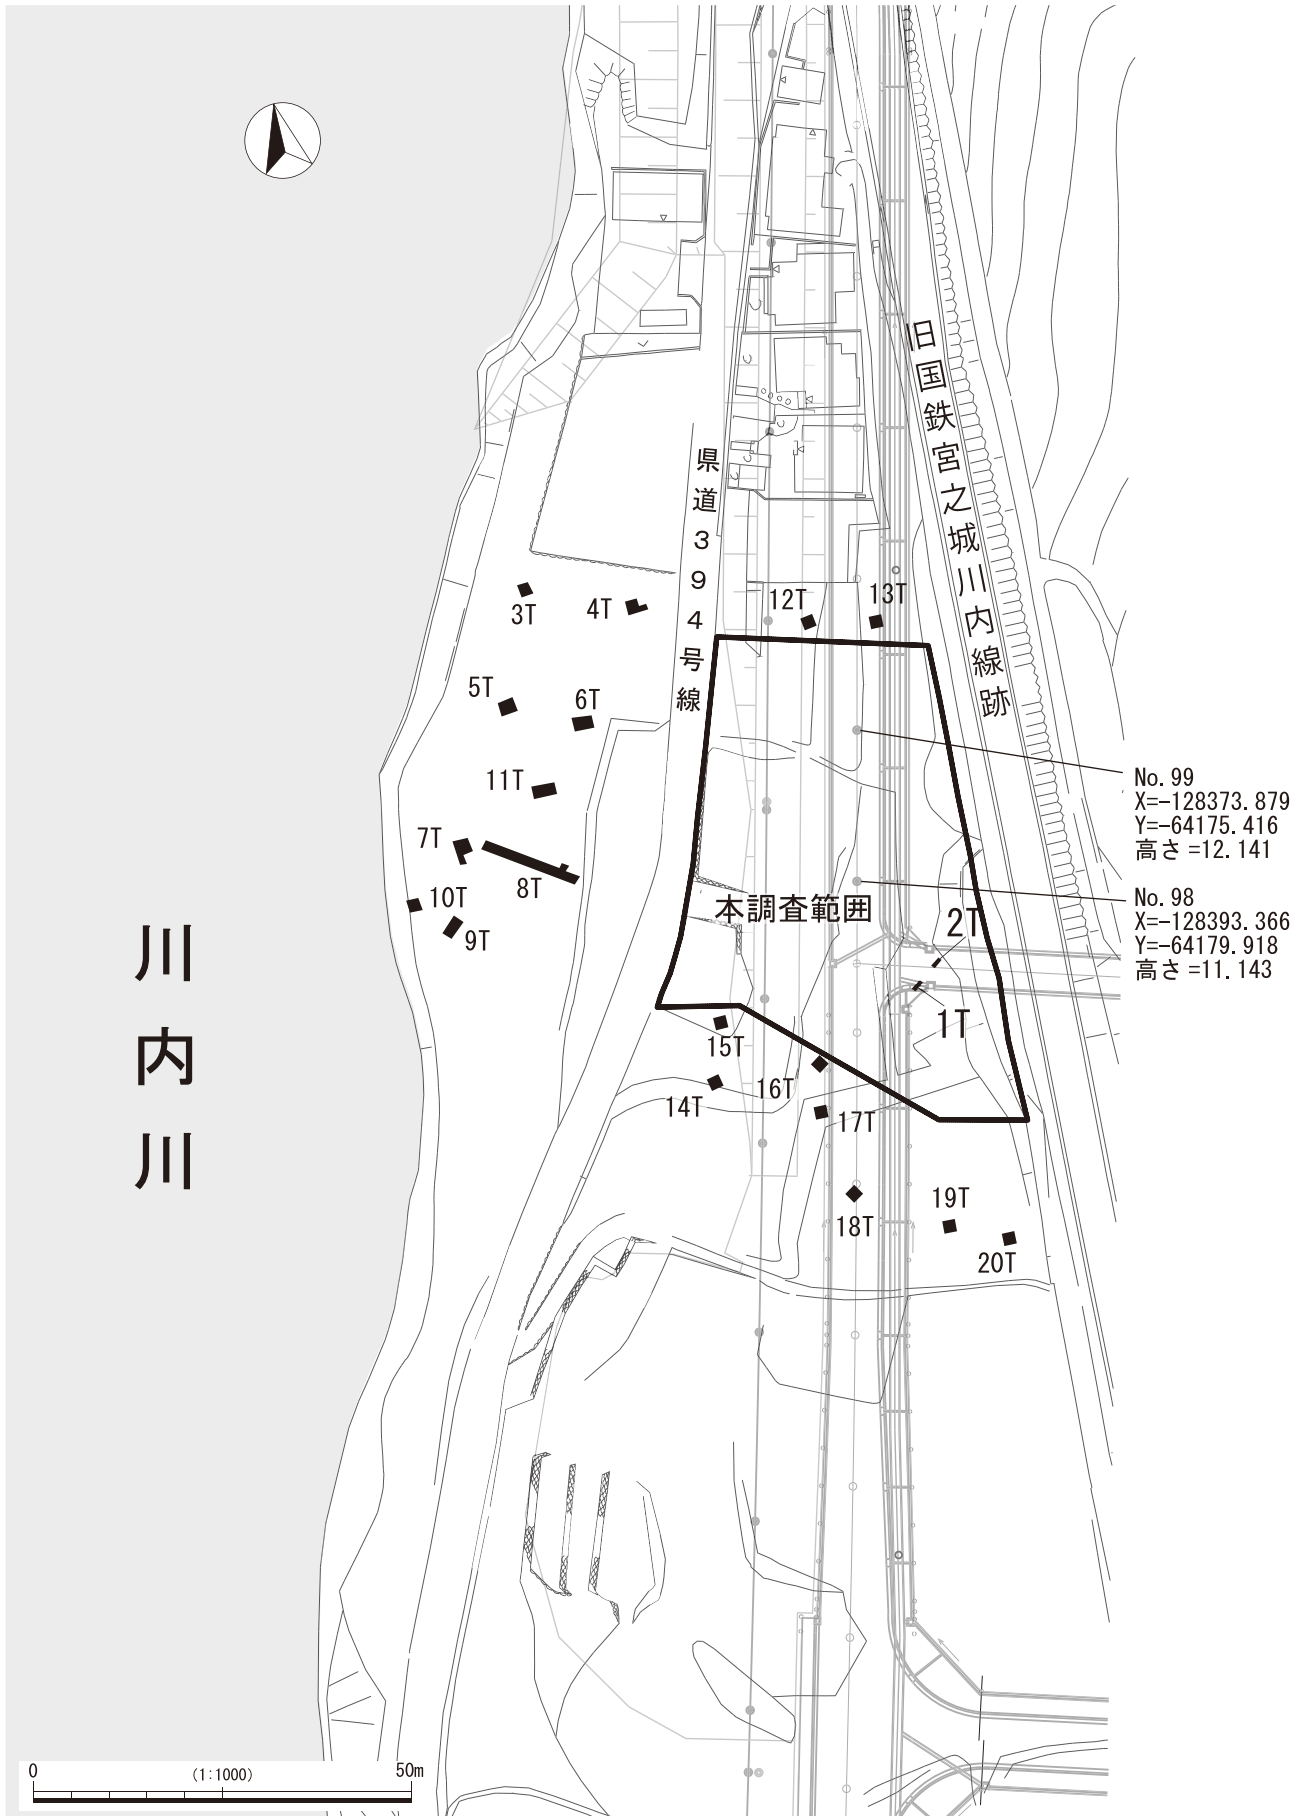 旧国鉄宮之城川内線跡
県道394号線
12T
13T
3T
4T
5T
6T
11T
7T
8T
10T
9T
No. 99
X=-128373. 879
Y=-64175. 416
高さ=12. 141
No. 98
X=-128393. 366
Y=-64179. 918
高さ=11. 143
本調査範囲
2T
1T
川内川
15T
16T
14T
17T
18T
19T
20T
0
(1:1000)
50m